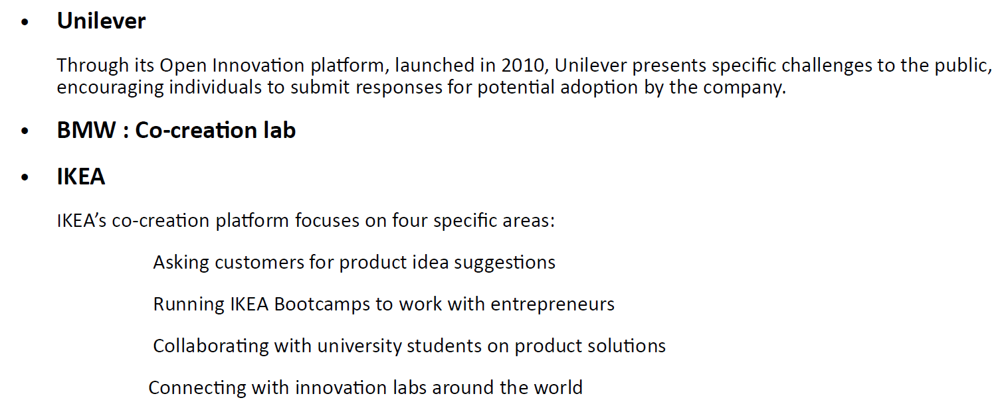 • Unilever
Through its Open Innovation platform, launched in 2010, Unilever presents specific challenges to the public,
encouraging individuals to submit responses for potential adoption by the company.
• BMW : Co-creation lab
• IKEA
IKEA’s co-creation platform focuses on four specific areas:
Asking customers for product idea suggestions
Running IKEA Bootcamps to work with entrepreneurs
Collaborating with university students on product solutions
Connecting with innovation labs around the world